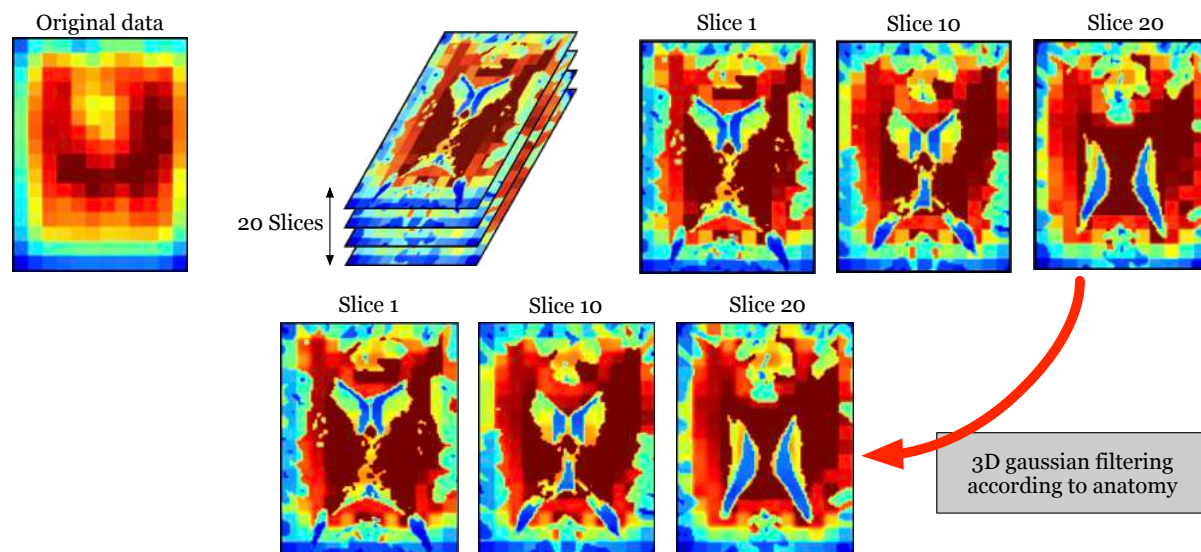 Original data
Slice 1
Slice 10
Slice 20
20 Slices
Slice 1
Slice 10
Slice 20
3D gaussian filtering
according to anatomy